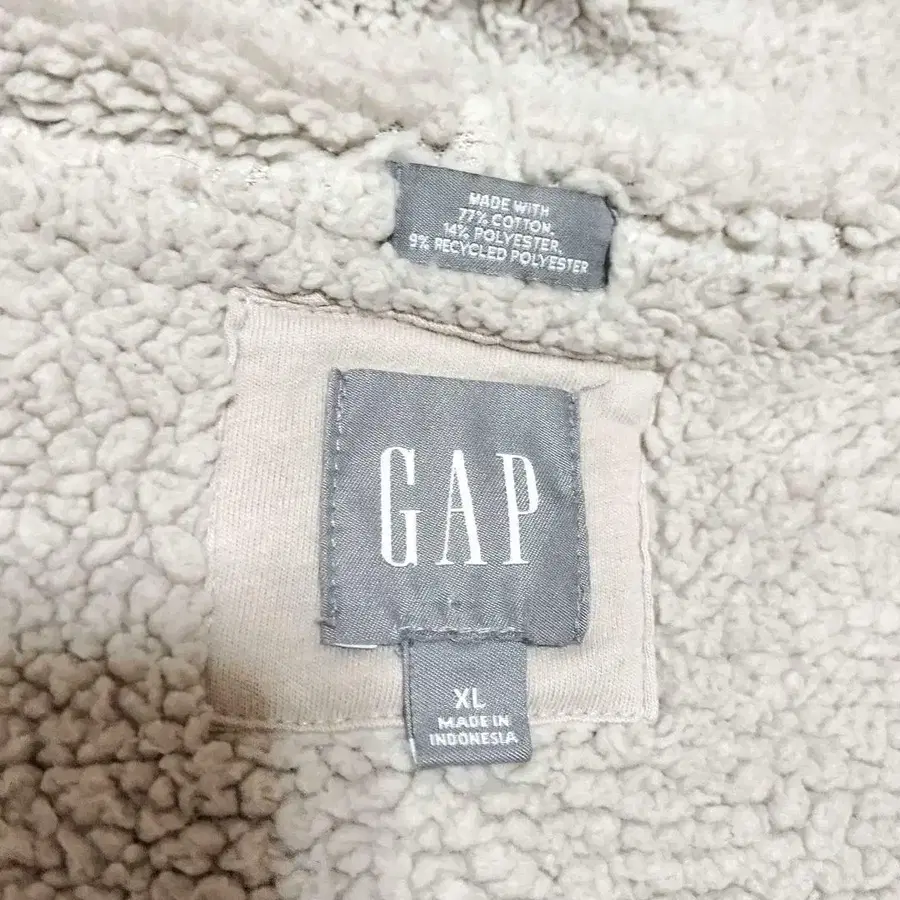 MADE WITH
77% COTTON,
14% POLYESTER,
9% RECYCLED POLYESTER
GAP
XL
MADE IN
INDONESIA